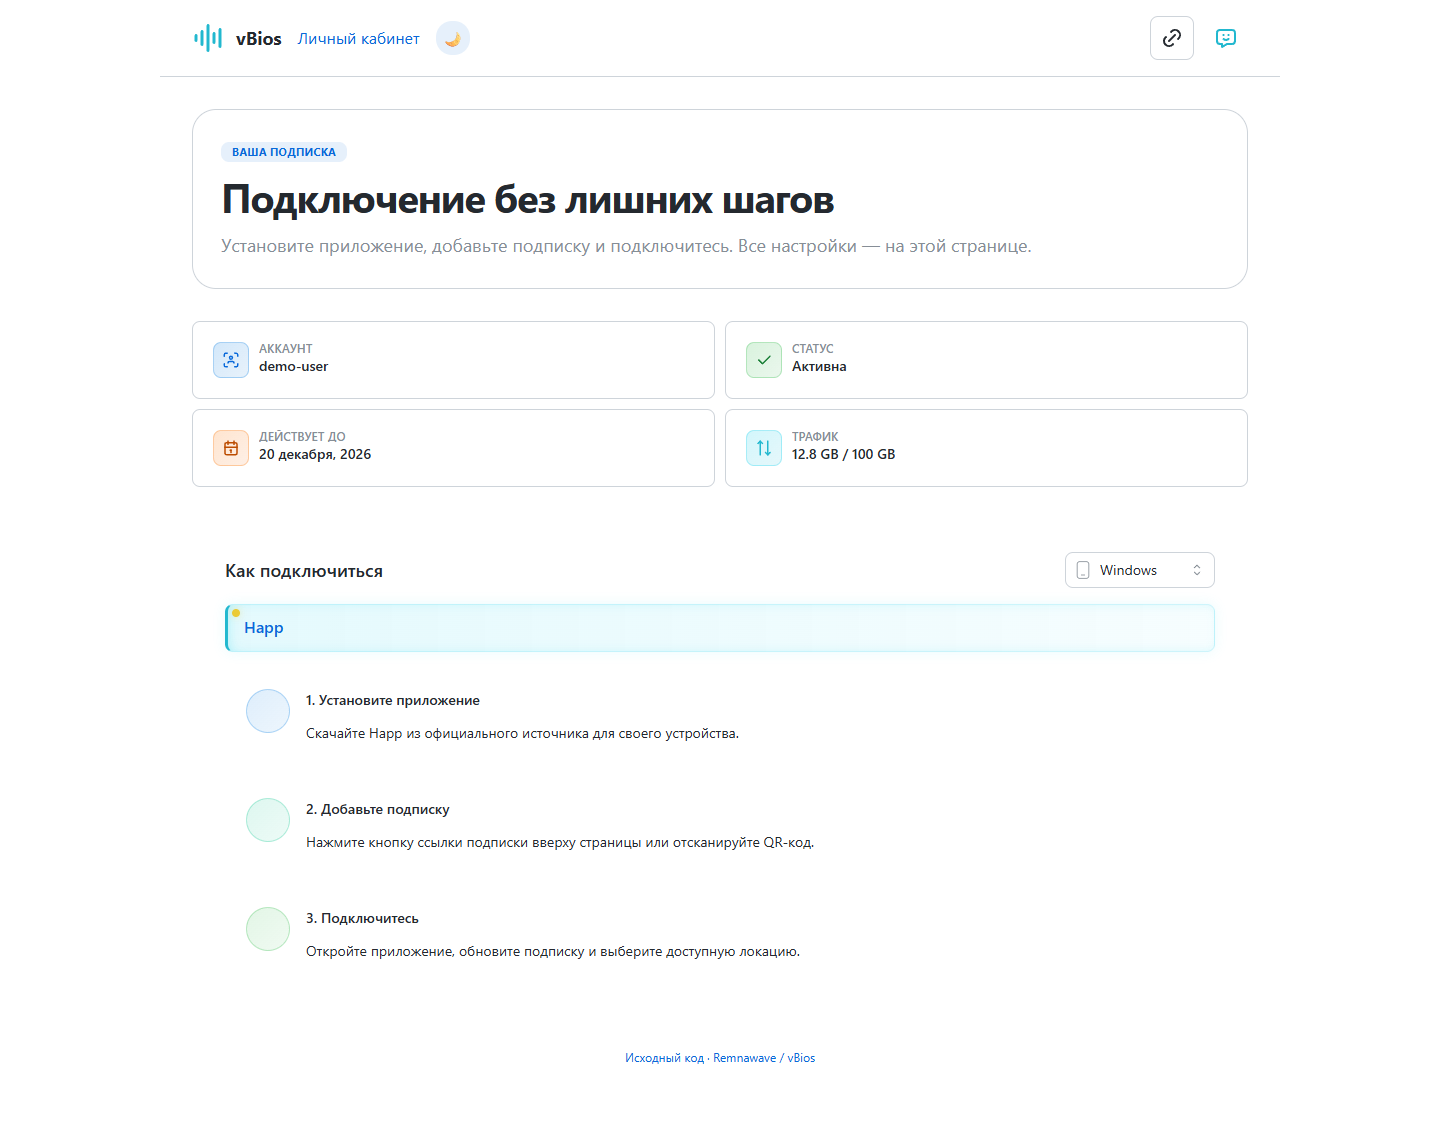 vBios Личный кабинет
ВАША ПОДПИСКА
Подключение без лишних шагов
Установите приложение, добавьте подписку и подключитесь. Все настройки — на этой странице.
АККАУНТ
demo-user
СТАТУС
Активна
ДЕЙСТВУЕТ ДО
20 декабря, 2026
ТРАФИК
12.8 GB / 100 GB
Как подключиться
Windows
Happ
1. Установите приложение
Скачайте Happ из официального источника для своего устройства.
2. Добавьте подписку
Нажмите кнопку ссылки подписки вверху страницы или отсканируйте QR-код.
3. Подключитесь
Откройте приложение, обновите подписку и выберите доступную локацию.
Исходный код · Remnawave / vBios